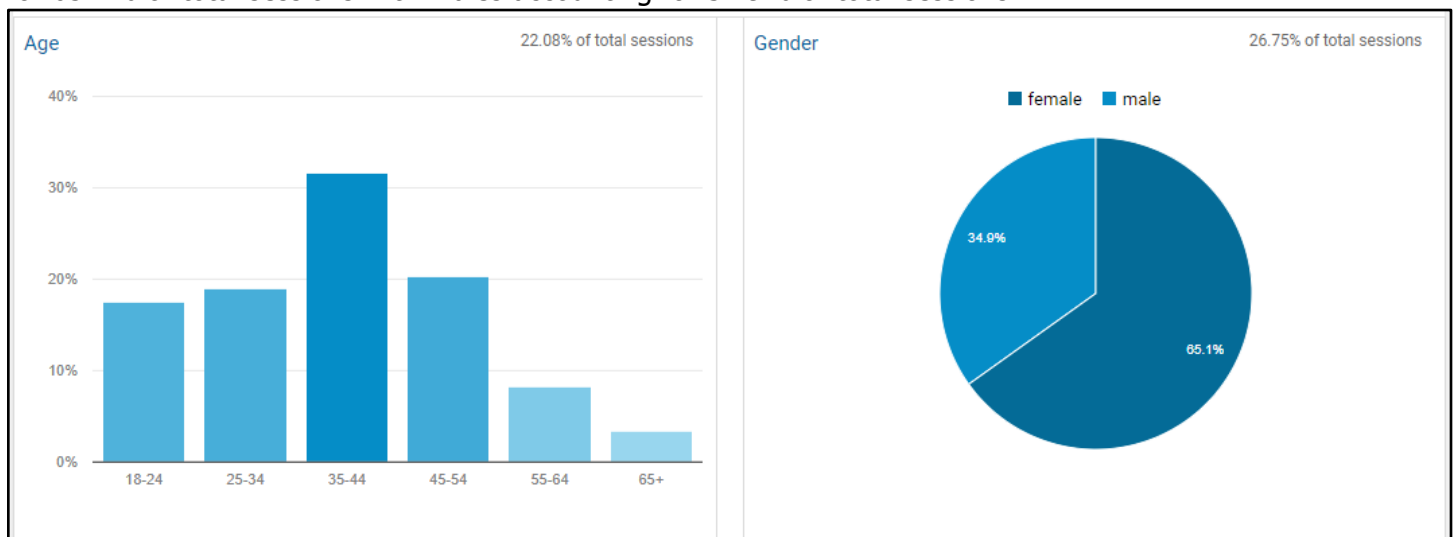 Age
22.08% of total sessions
40%
30%
20%
10%
0%
18-24 25-34 35-44 45-54 55-64 65+
Gender
26.75% of total sessions
female male
34.9%
65.1%